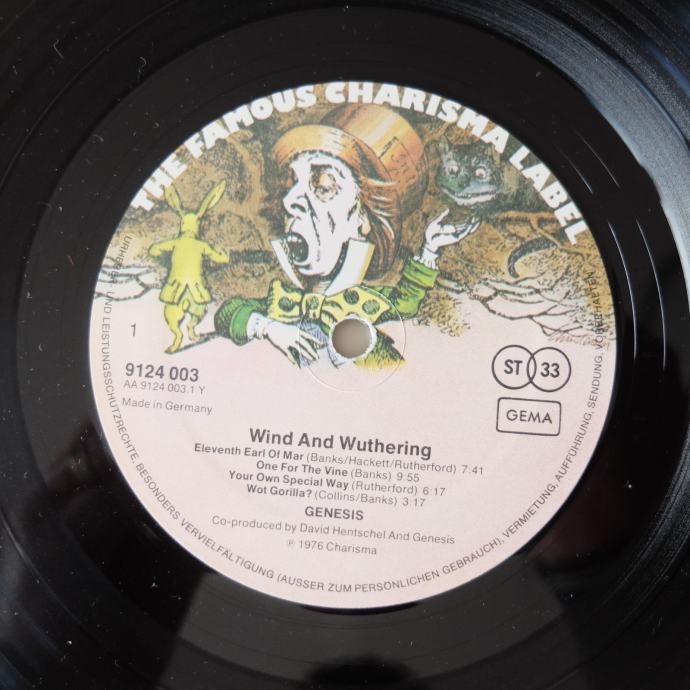 THE FAMOUS CHARISMA LABEL
1
9124 003
AA 9124 003.1 Y
Made in Germany
ST 33
GEMA
Wind And Wuthering
Eleventh Earl Of Mar (Banks/Hackett/Rutherford) 7:41
One For The Vine (Banks) 9:55
Your Own Special Way (Rutherford) 6:17
Wot Gorilla? (Collins/Banks) 3:17
GENESIS
Co-produced by David Hentschel And Genesis
℗ 1976 Charisma
URHEBER- UND LEISTUNGSSCHUTZRECHTE, BESONDERS VERVIELFÄLTIGUNG (AUSSER ZUM PERSÖNLICHEN GEBRAUCH), VERMIETUNG, AUFFÜHRUNG, SENDUNG, VORBEHALTEN